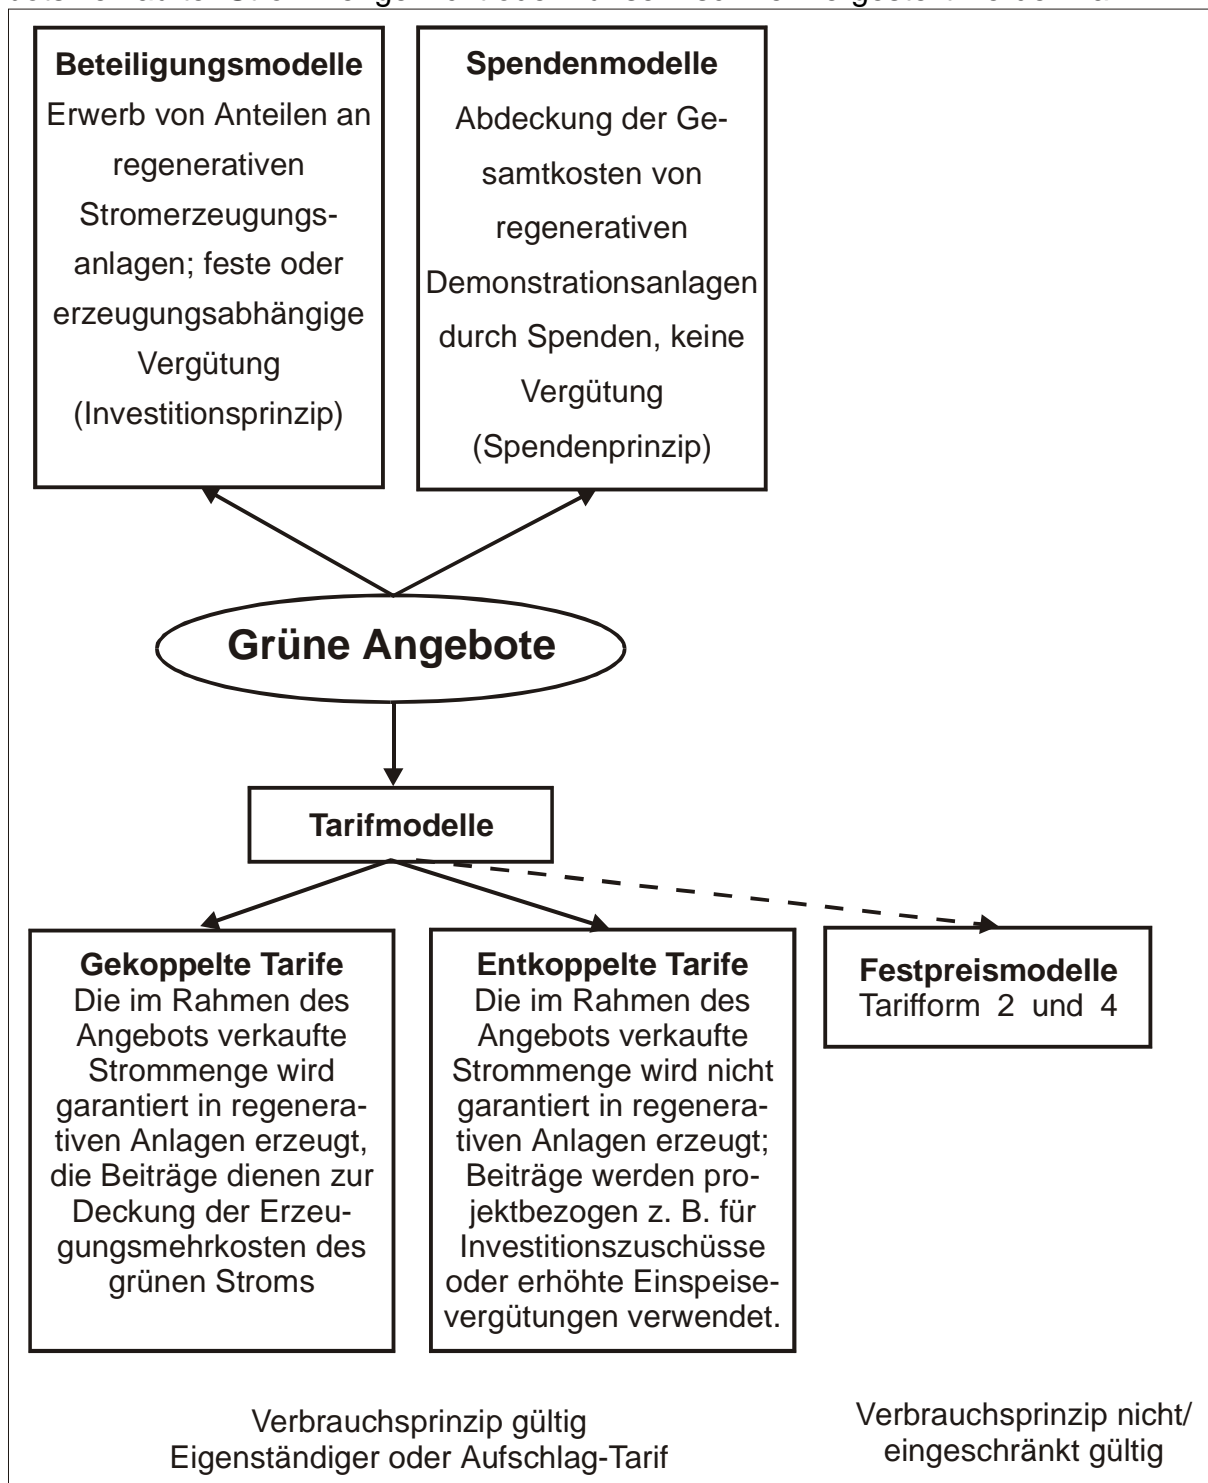 Beteiligungsmodelle
Erwerb von Anteilen an
regenerativen
Stromerzeugungs-
anlagen; feste oder
erzeugungsabhängige
Vergütung
(Investitionsprinzip)
Spendenmodelle
Abdeckung der Ge-
samtkosten von
regenerativen
Demonstrationsanlagen
durch Spenden, keine
Vergütung
(Spendenprinzip)
Grüne Angebote
Tarifmodelle
Gekoppelte Tarife
Die im Rahmen des
Angebots verkaufte
Strommenge wird
garantiert in regenera-
tiven Anlagen erzeugt,
die Beiträge dienen zur
Deckung der Erzeu-
gungsmehrkosten des
grünen Stroms
Entkoppelte Tarife
Die im Rahmen des
Angebots verkaufte
Strommenge wird nicht
garantiert in regenera-
tiven Anlagen erzeugt;
Beiträge werden pro-
jektbezogen z. B. für
Investitionszuschüsse
oder erhöhte Einspeise-
vergütungen verwendet.
Festpreismodelle
Tarifform 2 und 4
Verbrauchsprinzip gültig
Eigenständiger oder Aufschlag-Tarif
Verbrauchsprinzip nicht/
eingeschränkt gültig